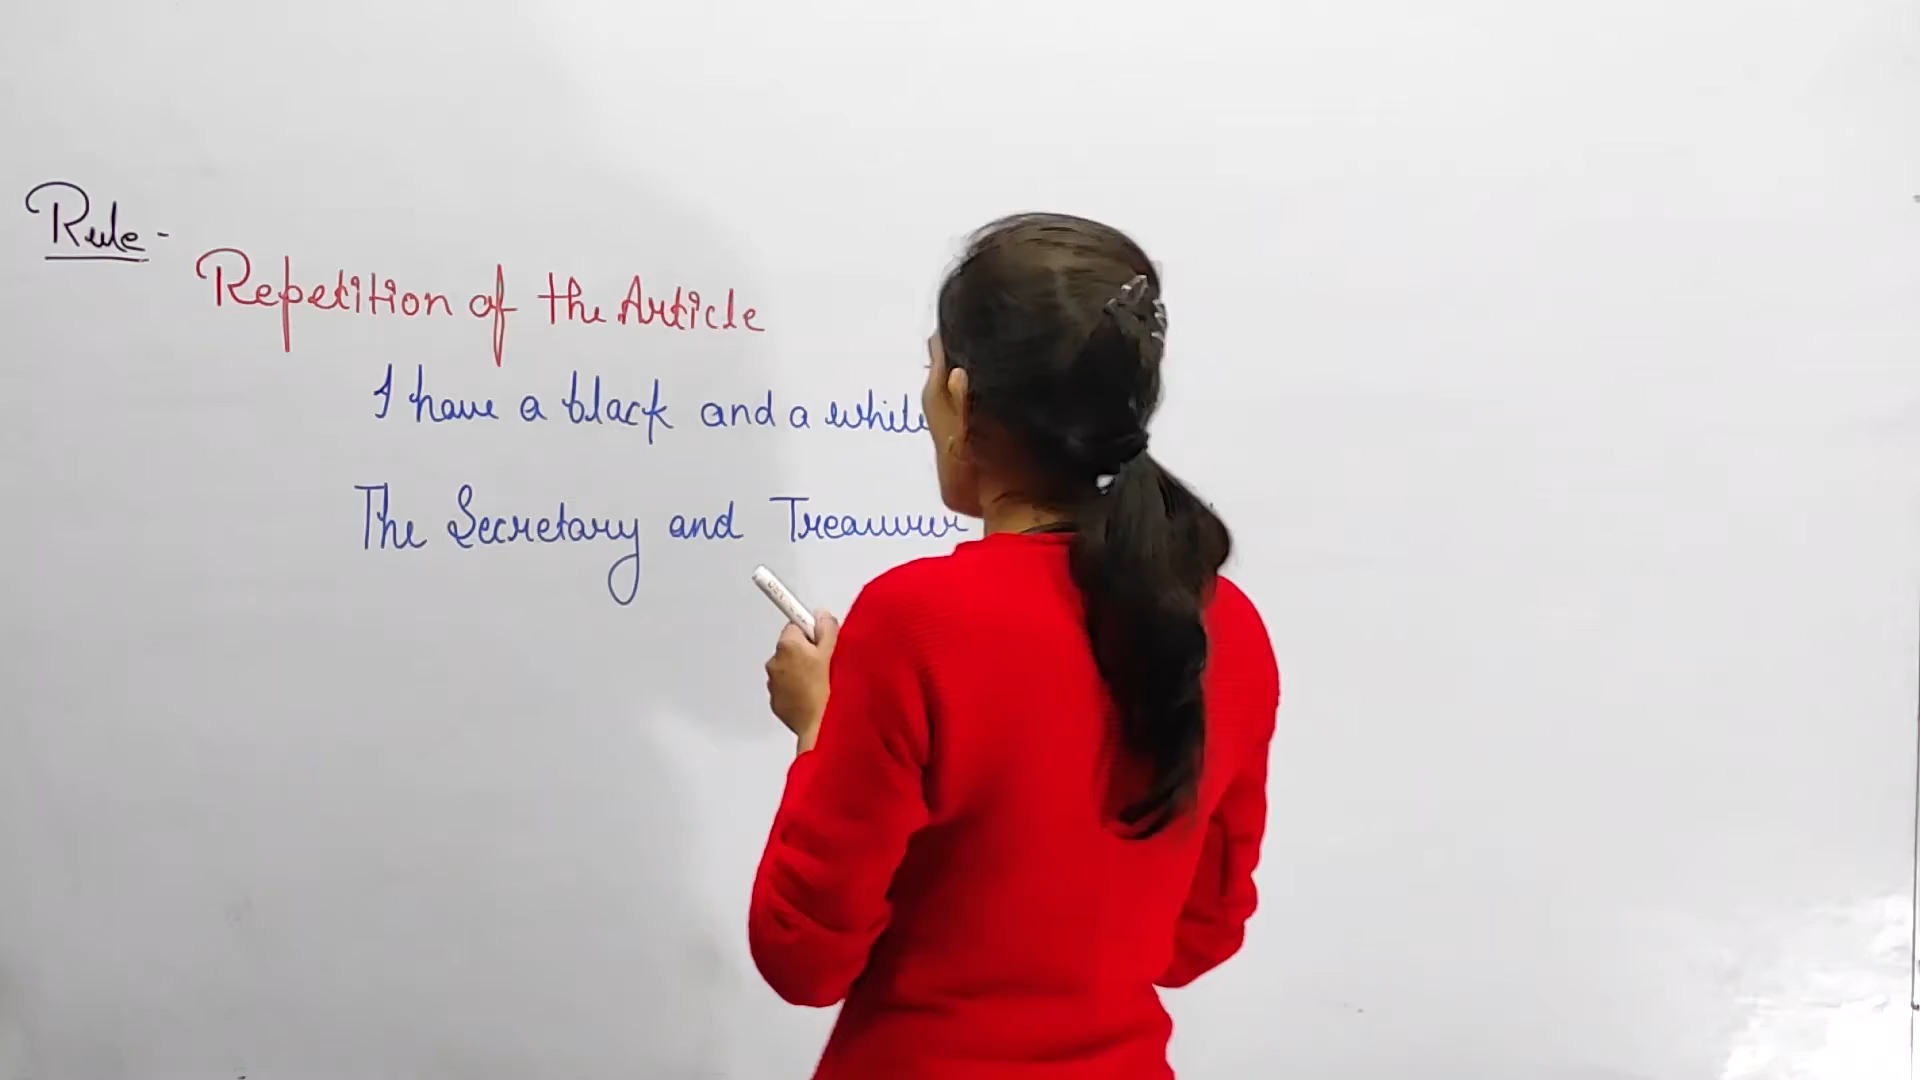 Rule -
Repetition of the Article
I have a black and a white
The Secretary and Treasurer